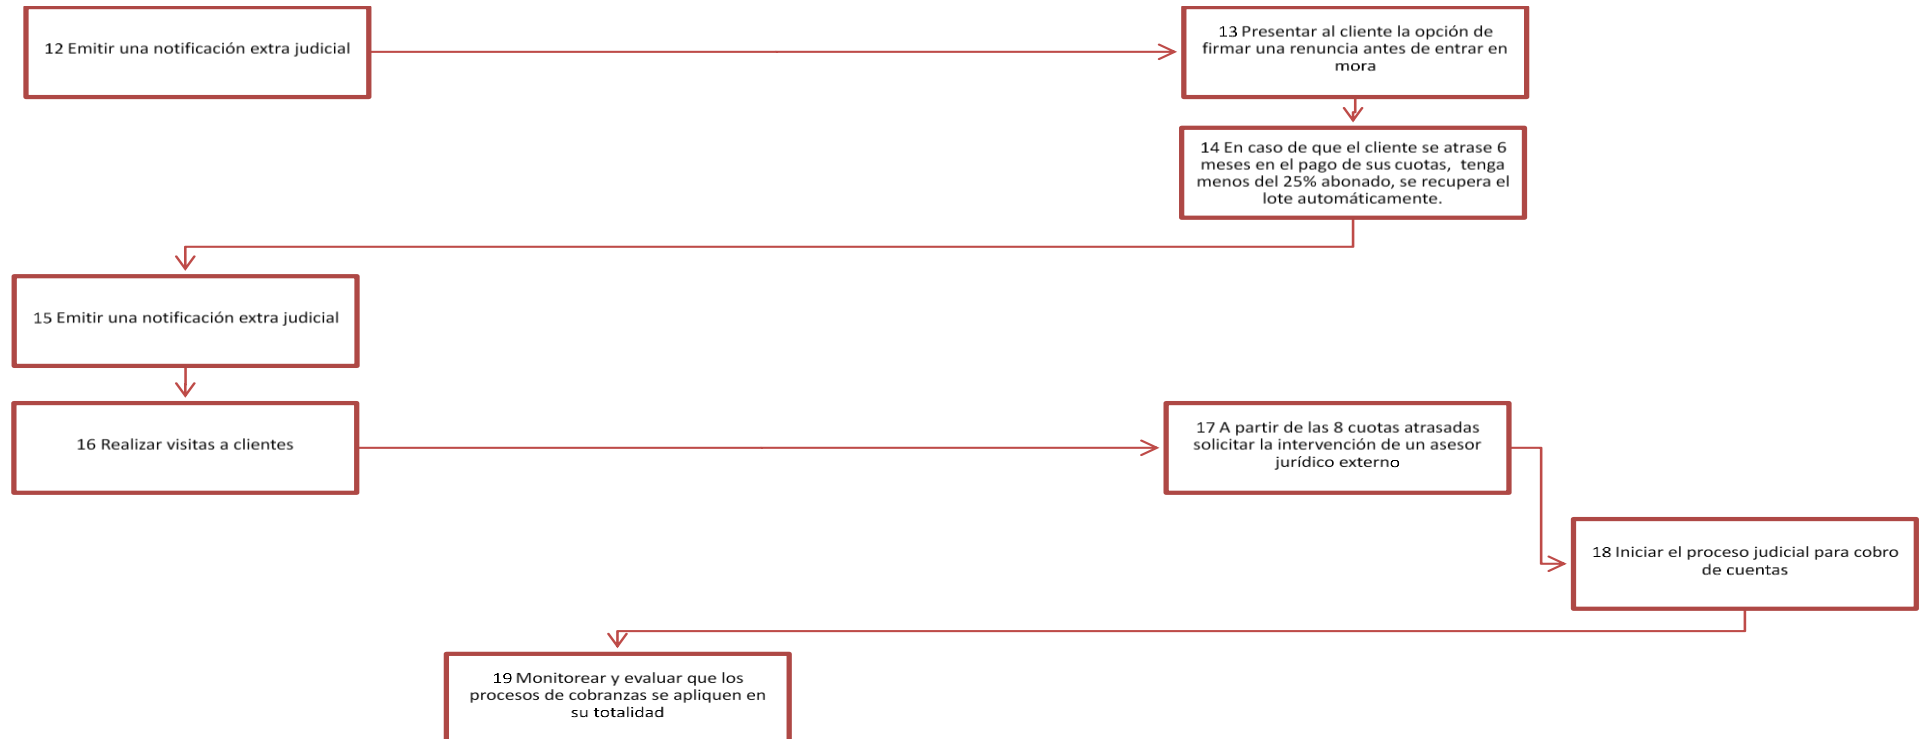 12 Emitir una notificación extra judicial
13 Presentar al cliente la opción de
firmar una renuncia antes de entrar en
mora
14 En caso de que el cliente se atrase 6
meses en el pago de sus cuotas, tenga
menos del 25% abonado, se recupera el
lote automáticamente.
15 Emitir una notificación extra judicial
16 Realizar visitas a clientes
17 A partir de las 8 cuotas atrasadas
solicitar la intervención de un asesor
jurídico externo
18 Iniciar el proceso judicial para cobro
de cuentas
19 Monitorear y evaluar que los
procesos de cobranzas se apliquen en
su totalidad